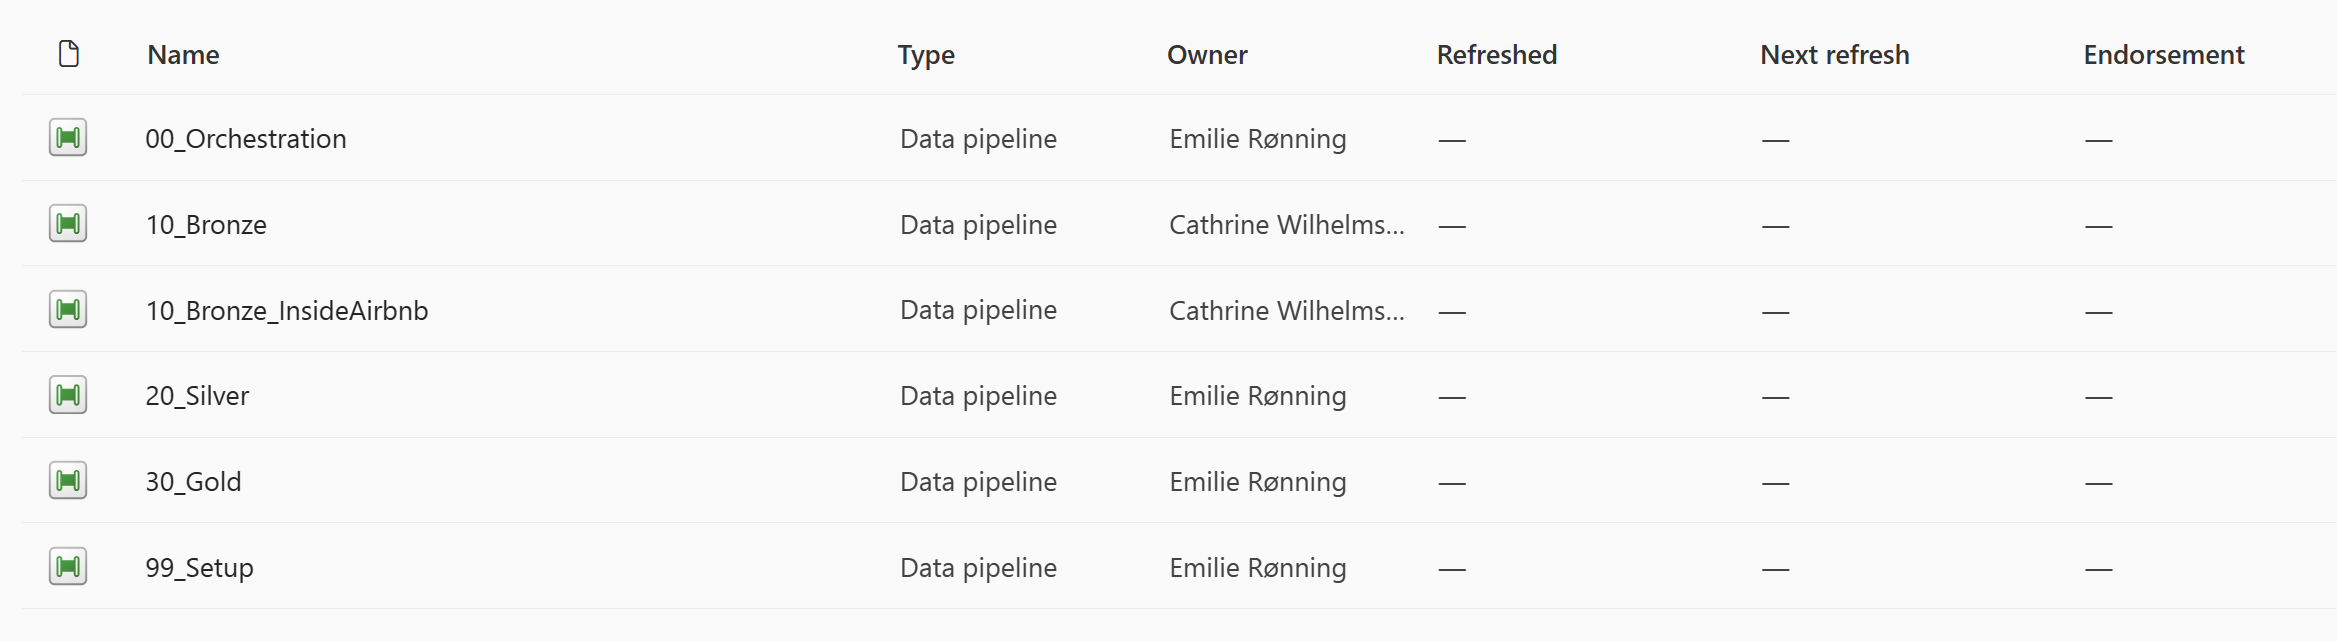 Name Type Owner Refreshed Next refresh Endorsement
00_Orchestration Data pipeline Emilie Rønning — — —
10_Bronze Data pipeline Cathrine Wilhelms... — — —
10_Bronze_InsideAirbnb Data pipeline Cathrine Wilhelms... — — —
20_Silver Data pipeline Emilie Rønning — — —
30_Gold Data pipeline Emilie Rønning — — —
99_Setup Data pipeline Emilie Rønning — — —